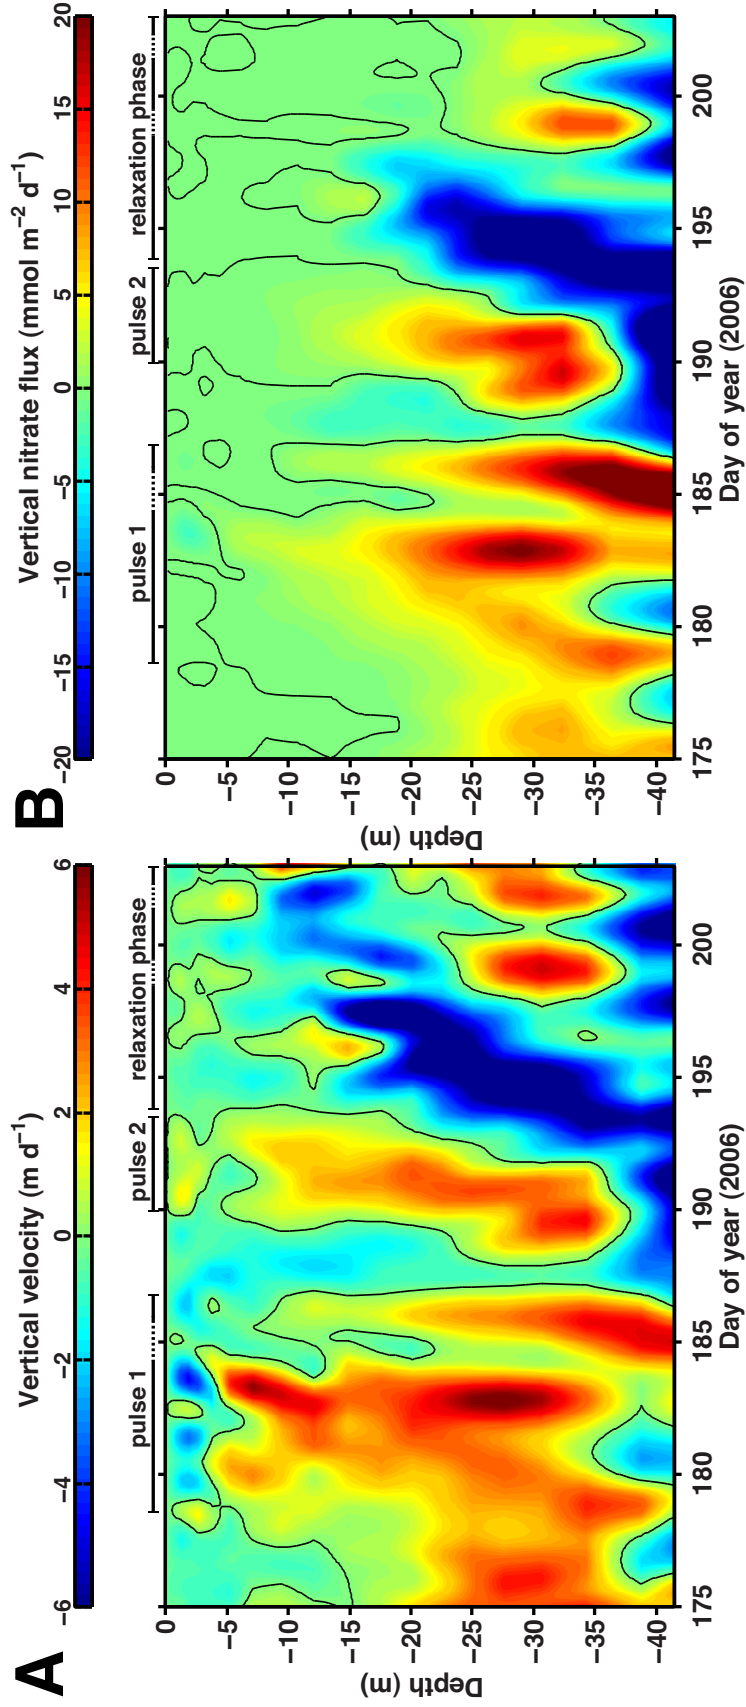 A
Vertical velocity (m d−1)
−6 −4 −2 0 2 4 6
pulse 1 pulse 2 relaxation phase
0
−5
−10
−15
−20
−25
−30
−35
−40
Depth (m)
175 180 185 190 195 200
Day of year (2006)
B
Vertical nitrate flux (mmol m−2 d−1)
−20 −15 −10 −5 0 5 10 15 20
pulse 1 pulse 2 relaxation phase
0
−5
−10
−15
−20
−25
−30
−35
−40
Depth (m)
175 180 185 190 195 200
Day of year (2006)